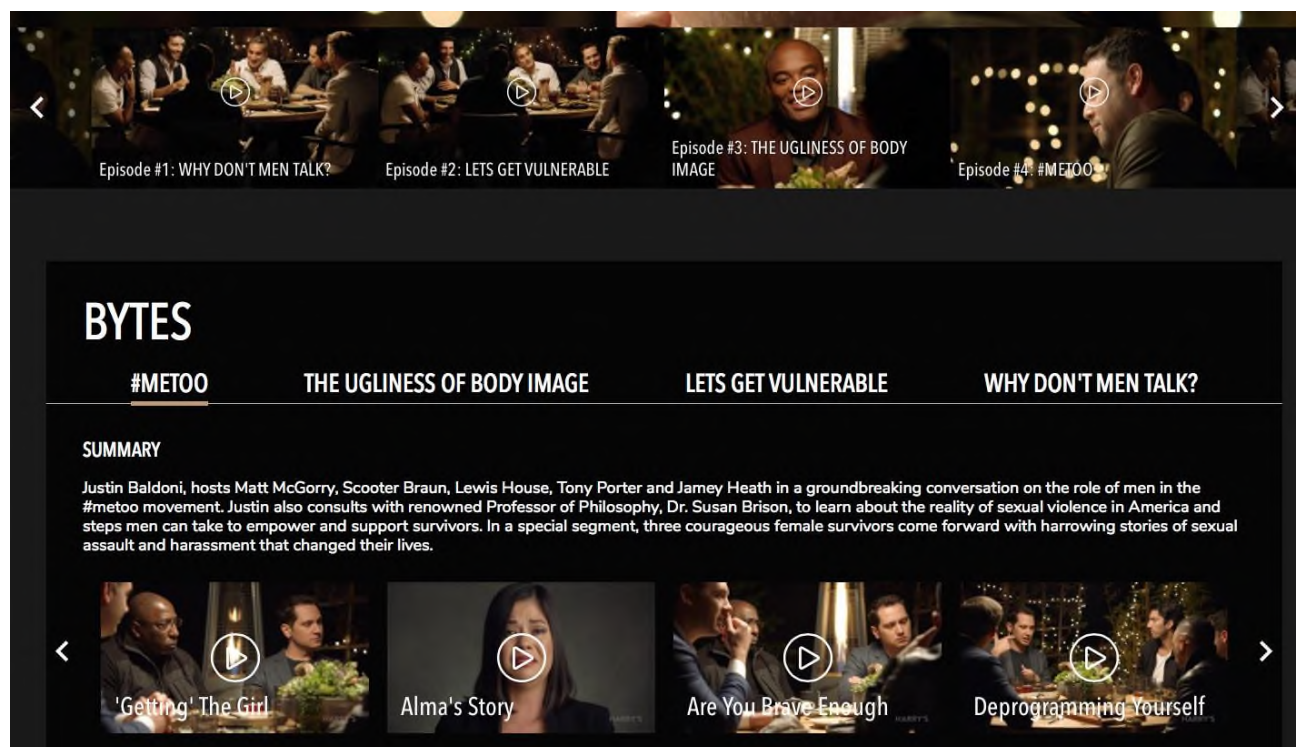 Episode #1: WHY DON'T MEN TALK?
Episode #2: LETS GET VULNERABLE
Episode #3: THE UGLINESS OF BODY
IMAGE
Episode #4: #METOO
BYTES
#METOO
THE UGLINESS OF BODY IMAGE
LETS GET VULNERABLE
WHY DON'T MEN TALK?
SUMMARY
Justin Baldoni, hosts Matt McGorry, Scooter Braun, Lewis House, Tony Porter and Jamey Heath in a groundbreaking conversation on the role of men in the
#metoo movement. Justin also consults with renowned Professor of Philosophy, Dr. Susan Brison, to learn about the reality of sexual violence in America and
steps men can take to empower and support survivors. In a special segment, three courageous female survivors come forward with harrowing stories of sexual
assault and harassment that changed their lives.
'Getting' The Girl
Alma's Story
HARRY'S
Are You Brave Enough
HARRY'S
Deprogramming Yourself
HARRY'S